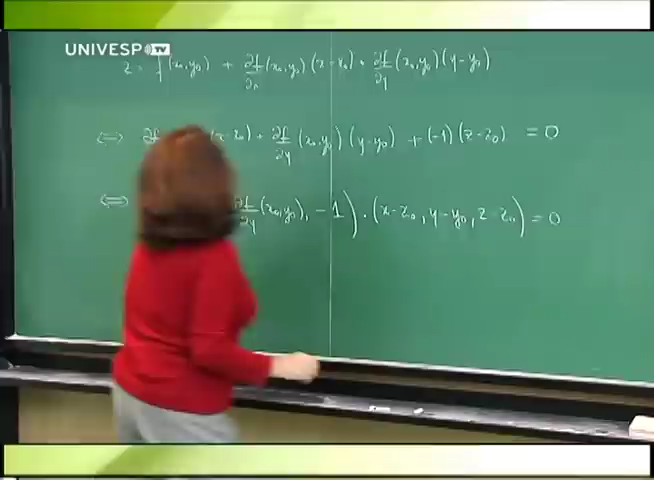 UNIVESP TV
z = f(x₀,y₀) + ∂f/∂x (x₀,y₀)(x-x₀) + ∂f/∂y (x₀,y₀)(y-y₀)
⟺ ∂f (x-x₀) + ∂f/∂y (x₀,y₀)(y-y₀) + (-1)(z-z₀) = 0
⟺ ∂f/∂y (x₀,y₀), -1) · (x-x₀, y-y₀, z-z₀) = 0